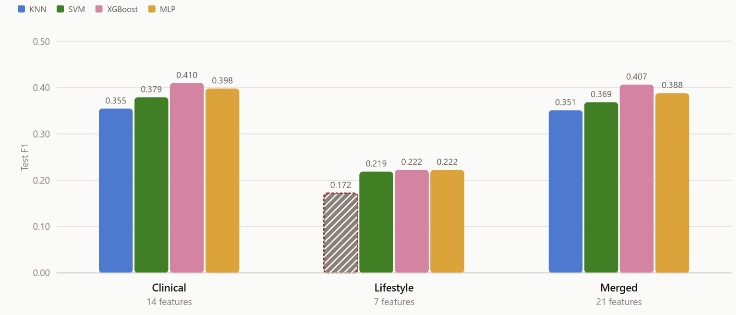 KNN SVM XGBoost MLP
0.50
0.40
0.30
0.20
0.10
0.00
Test F1
0.355 0.379 0.410 0.398
0.172 0.219 0.222 0.222
0.351 0.369 0.407 0.388
Clinical Lifestyle Merged
14 features 7 features 21 features